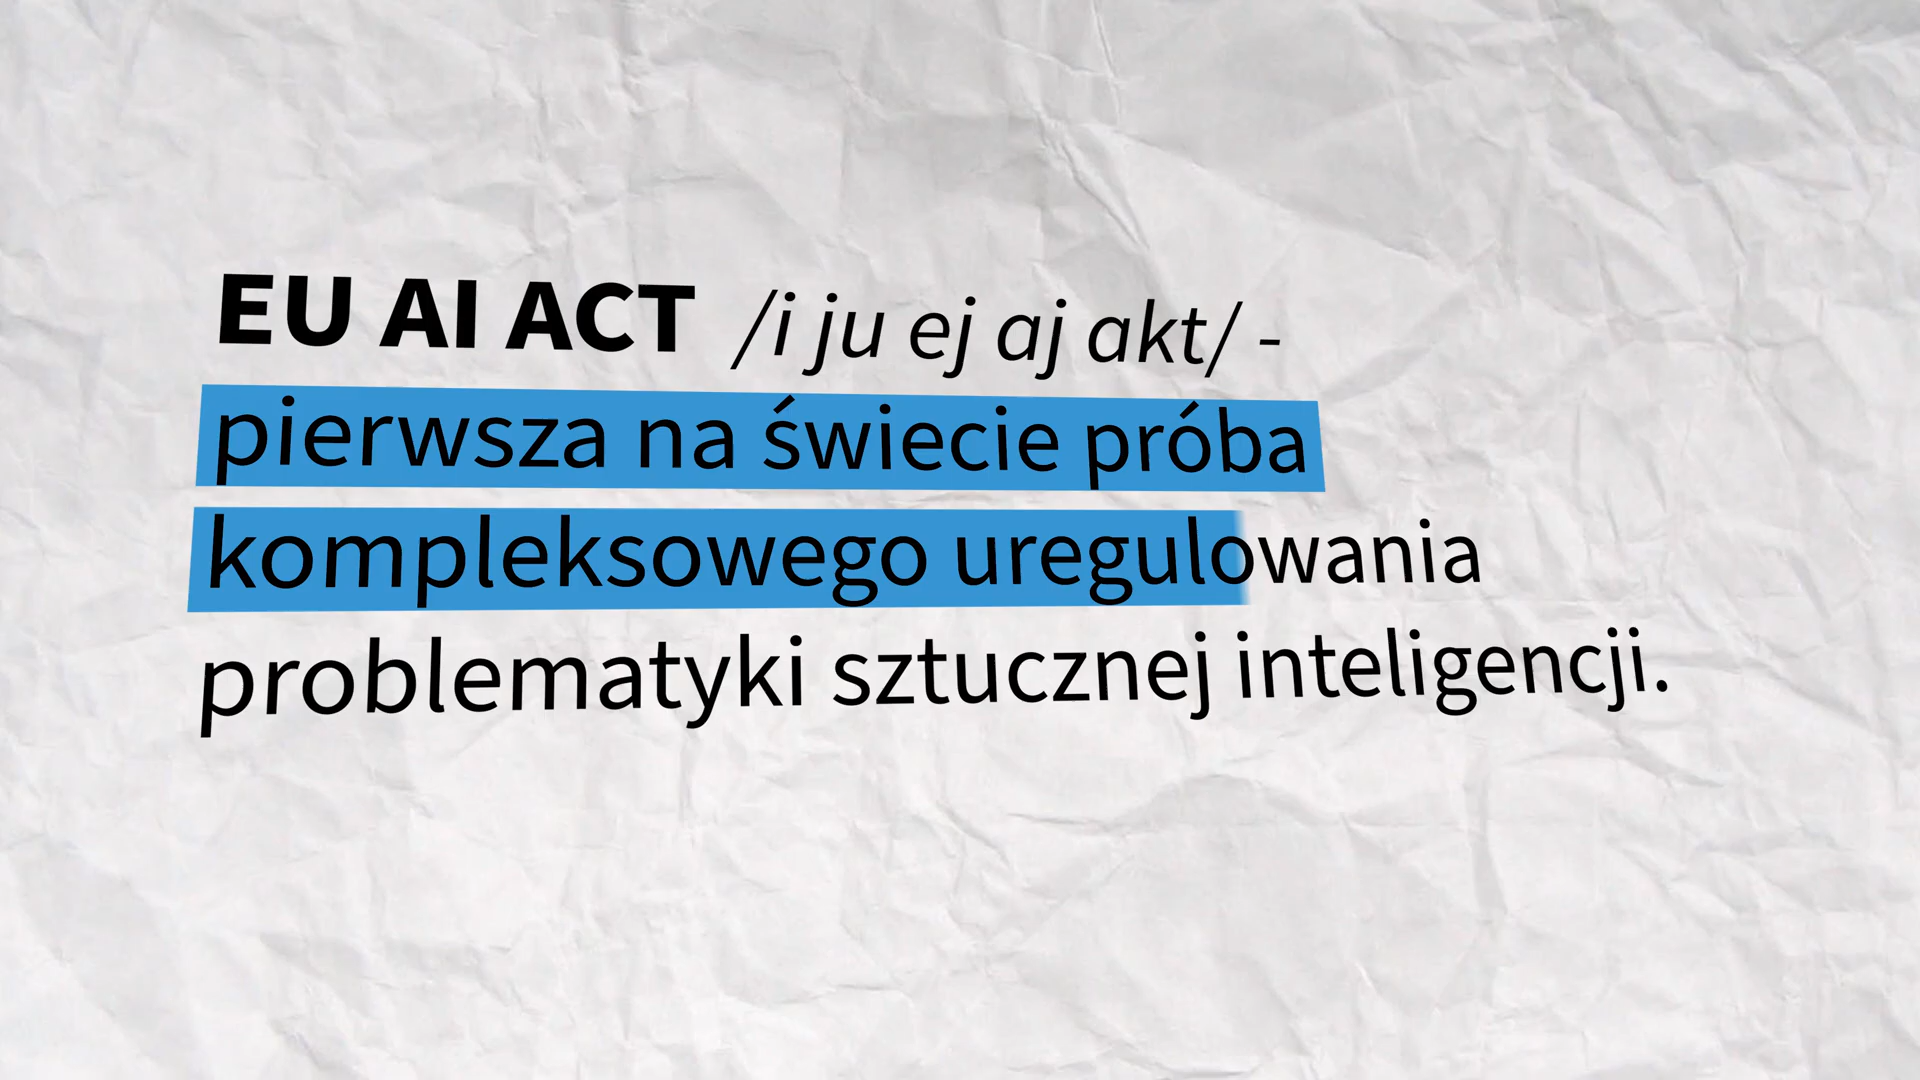 EU AI ACT /i ju ej aj akt/ -
pierwsza na świecie próba
kompleksowego uregulowania
problematyki sztucznej inteligencji.